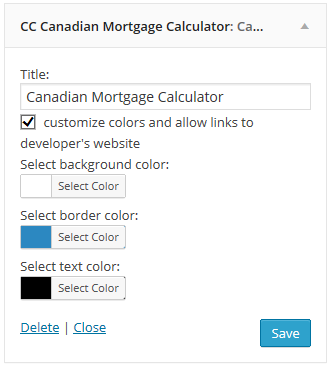 CC Canadian Mortgage Calculator: Ca...
Title:
Canadian Mortgage Calculator
customize colors and allow links to
developer's website
Select background color:
Select Color
Select border color:
Select Color
Select text color:
Select Color
Delete | Close
Save